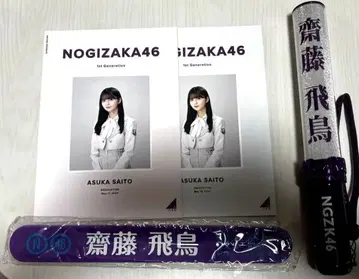 NOGIZAKA46
1st Generation
ASUKA SAITO
NOGIZAKA46
1st Generation
ASUKA SAITO
齋藤 飛鳥
齋藤 飛鳥
NGZK46